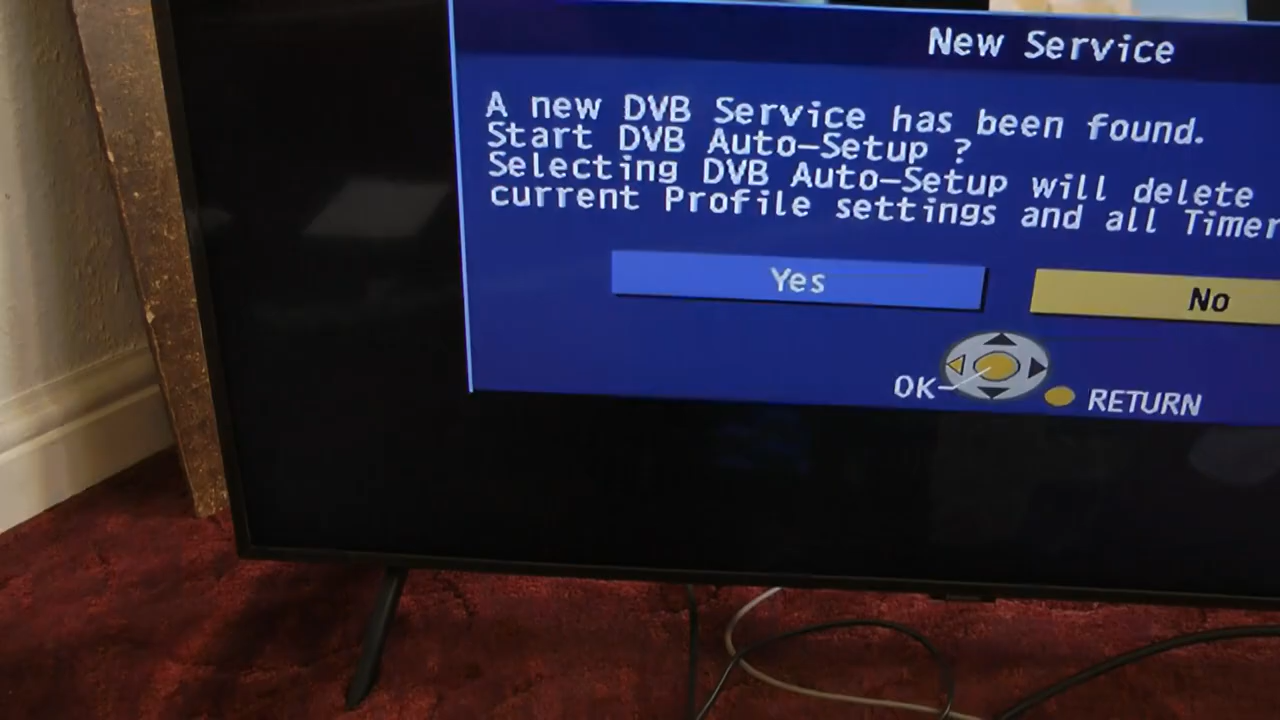 New Service
A new DVB Service has been found.
Start DVB Auto-Setup ?
Selecting DVB Auto-Setup will delete
current Profile settings and all Timer
Yes
No
OK
RETURN